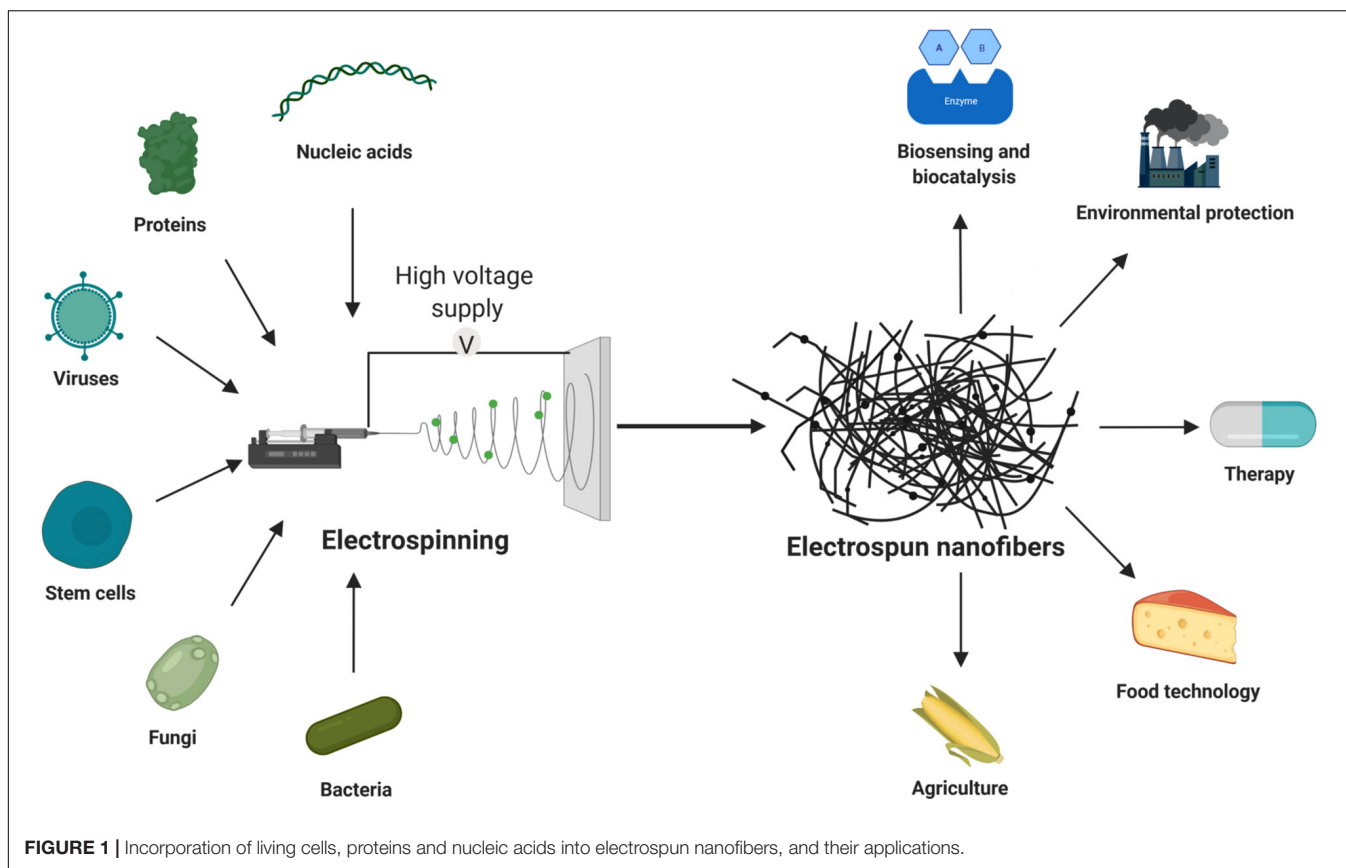 Nucleic acids
Proteins
Viruses
Stem cells
Fungi
Bacteria
High voltage
supply
V
Electrospinning
A
B
Enzyme
Biosensing and
biocatalysis
Environmental protection
Therapy
Electrospun nanofibers
Food technology
Agriculture
FIGURE 1 | Incorporation of living cells, proteins and nucleic acids into electrospun nanofibers, and their applications.